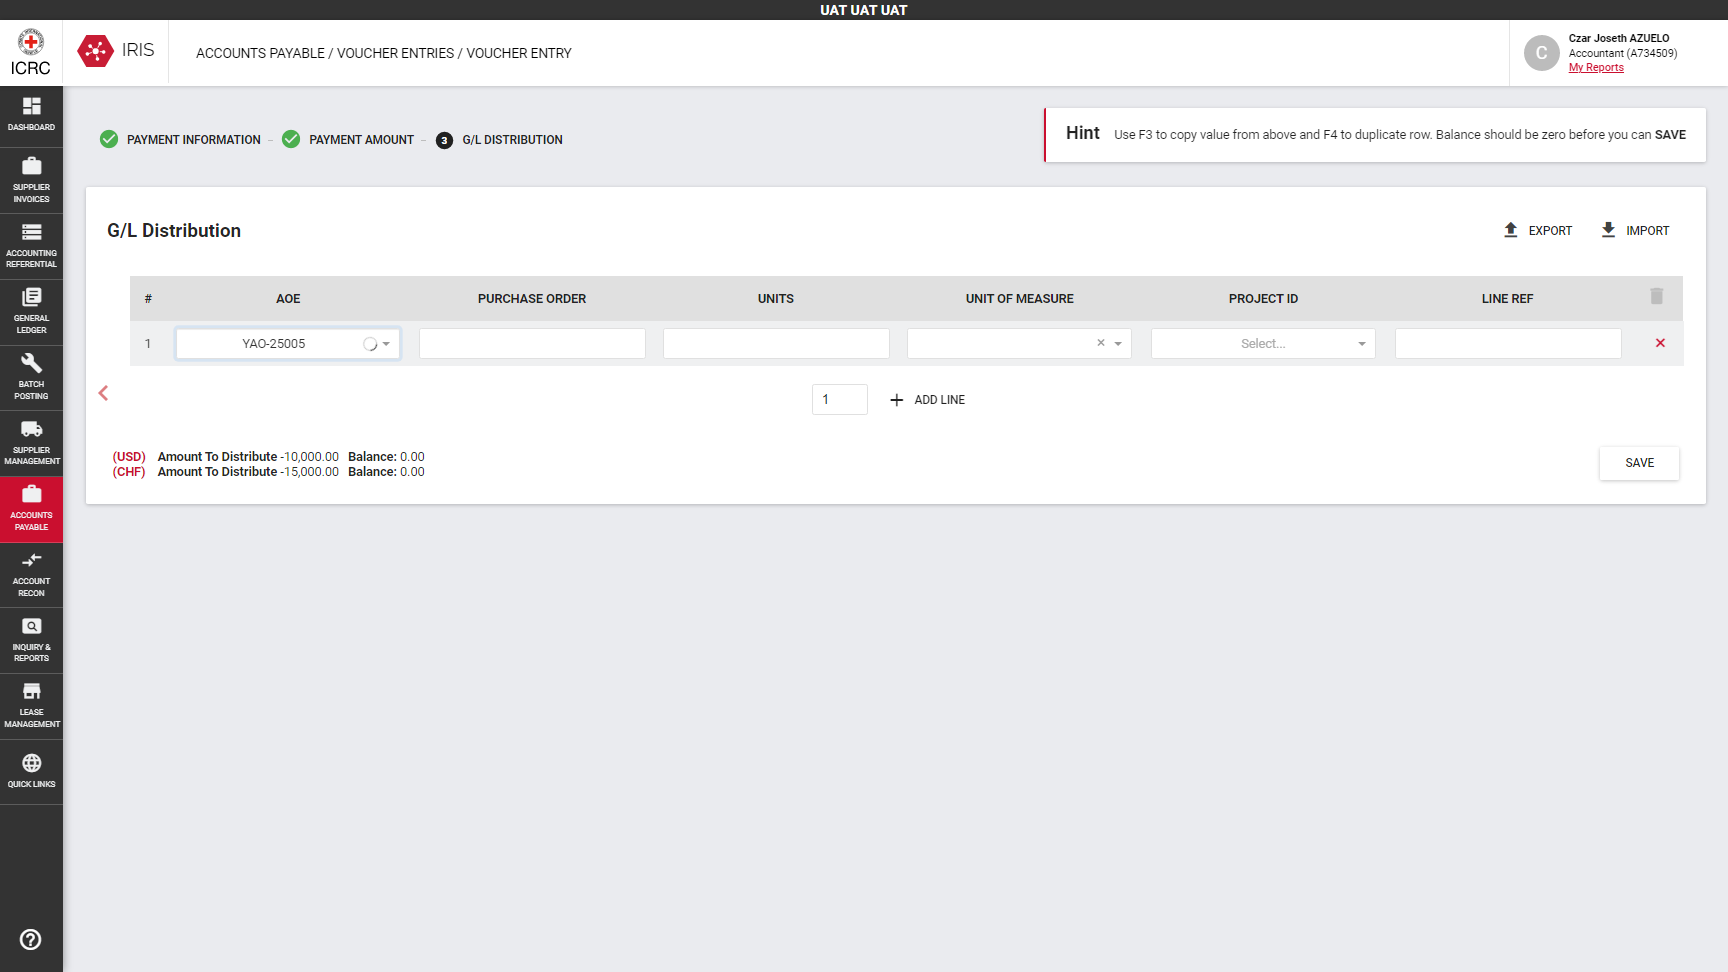 UAT UAT UAT
ICRC
IRIS
ACCOUNTS PAYABLE / VOUCHER ENTRIES / VOUCHER ENTRY
C
Czar Joseth AZUELO
Accountant (A734509)
My Reports
DASHBOARD
SUPPLIER
INVOICES
ACCOUNTING
REFERENTIAL
GENERAL
LEDGER
BATCH
POSTING
SUPPLIER
MANAGEMENT
ACCOUNTS
PAYABLE
ACCOUNT
RECON
INQUIRY &
REPORTS
LEASE
MANAGEMENT
QUICK LINKS
PAYMENT INFORMATION – PAYMENT AMOUNT – 3 G/L DISTRIBUTION
Hint Use F3 to copy value from above and F4 to duplicate row. Balance should be zero before you can SAVE
G/L Distribution
EXPORT IMPORT
# AOE PURCHASE ORDER UNITS UNIT OF MEASURE PROJECT ID LINE REF
1 YAO-25005 × Select...
1 ADD LINE
(USD) Amount To Distribute -10,000.00 Balance: 0.00
(CHF) Amount To Distribute -15,000.00 Balance: 0.00
SAVE